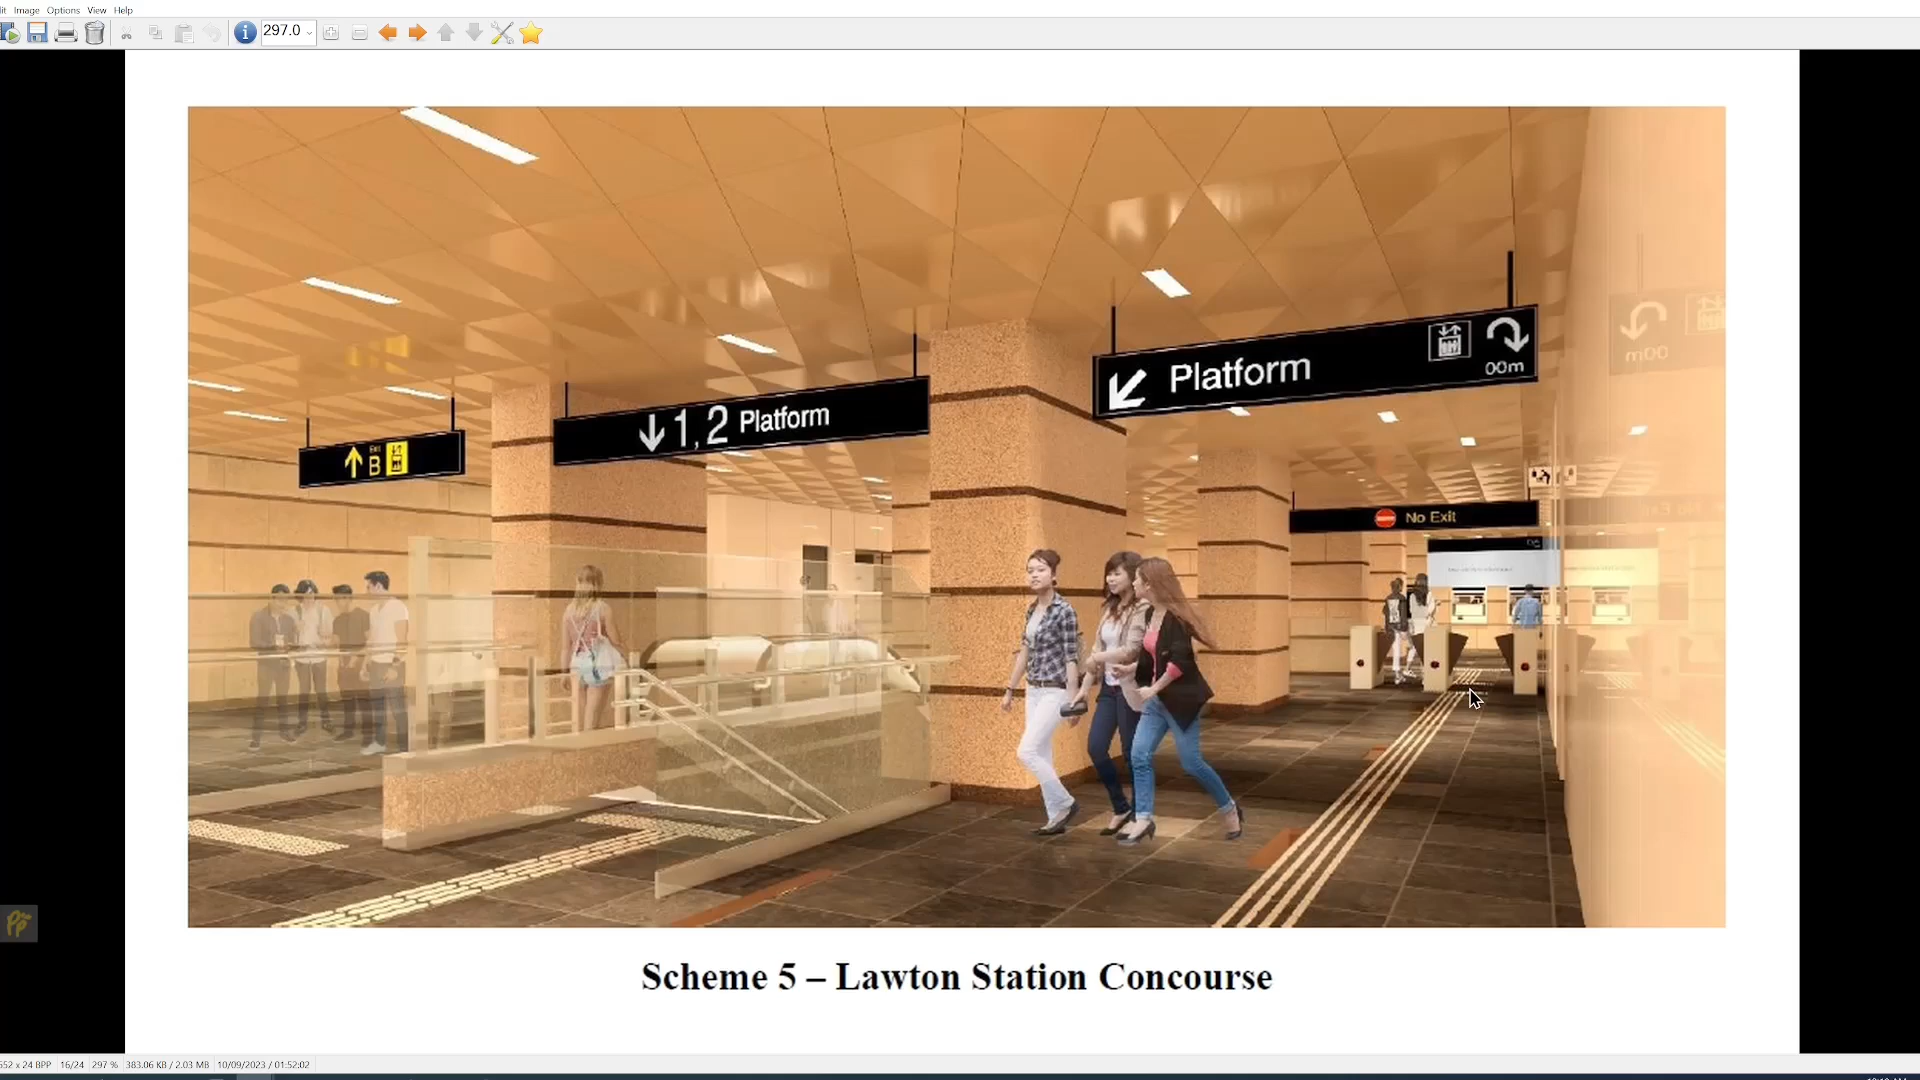 Image Options View Help
297.0
Platform
00m
1, 2 Platform
B
No Exit
Scheme 5 – Lawton Station Concourse
16/24 297 % 383.06 KB / 2.03 MB 10/09/2023 / 01:52:02